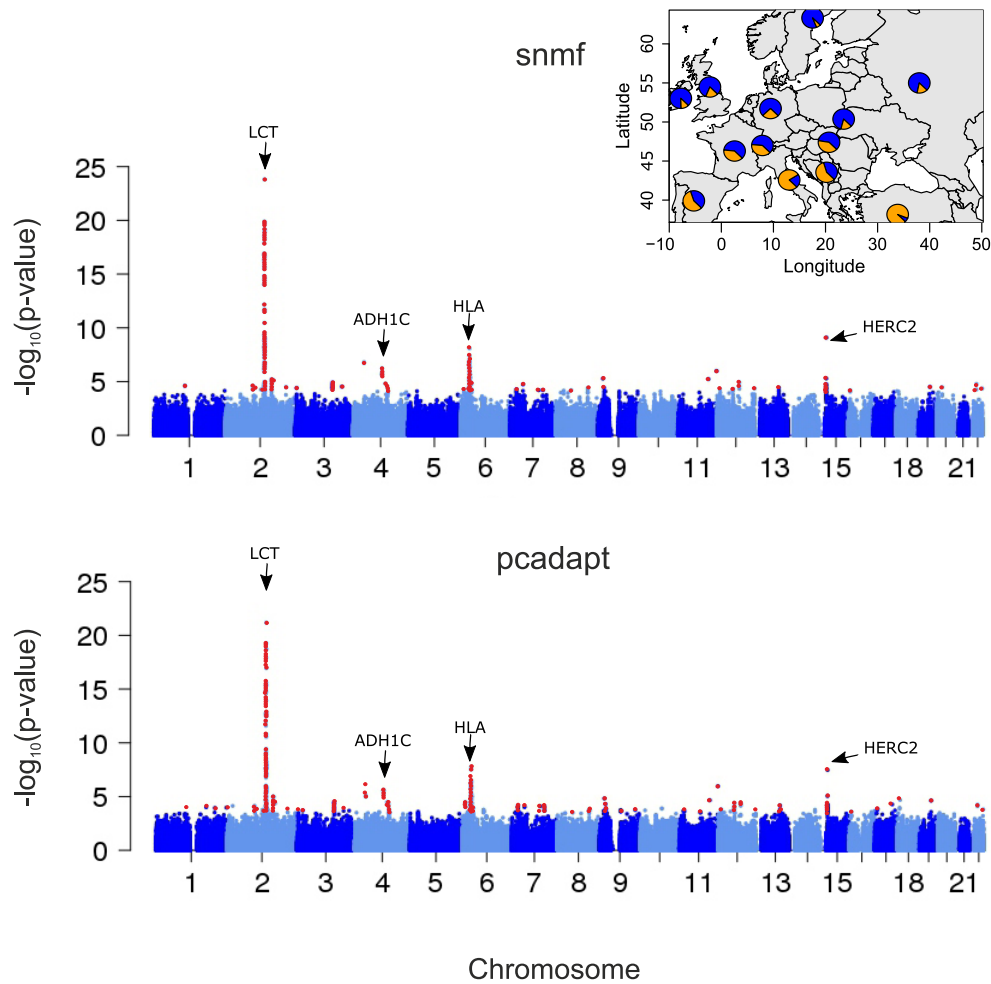 snmf
60
55
50
45
40
Latitude
−10 0 10 20 30 40 50
Longitude
LCT
ADH1C
HLA
HERC2
25
20
15
10
5
0
-log10(p-value)
1 2 3 4 5 6 7 8 9 11 13 15 18 21
pcadapt
LCT
ADH1C
HLA
HERC2
25
20
15
10
5
0
-log10(p-value)
1 2 3 4 5 6 7 8 9 11 13 15 18 21
Chromosome